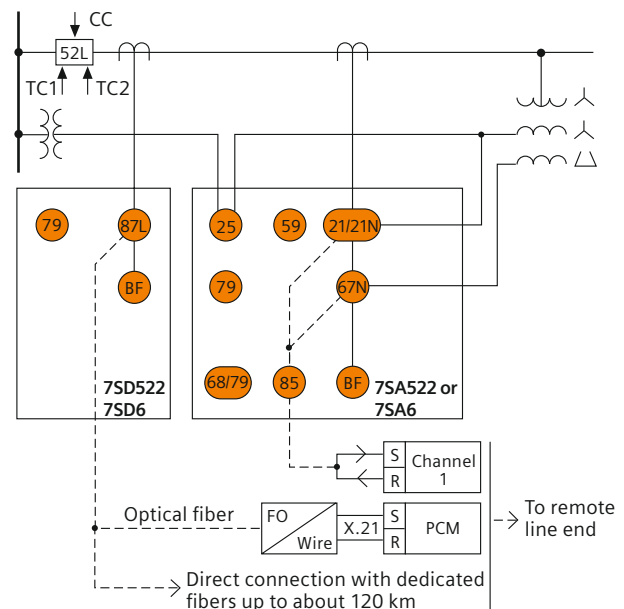 CC
52L
TC1
TC2
79
87L
25
59
21/21N
BF
79
67N
68/79
85
BF
7SD522
7SD6
7SA522 or
7SA6
S
R
Channel
1
Optical fiber
FO
Wire
X.21
S
R
PCM
To remote
line end
Direct connection with dedicated
fibers up to about 120 km